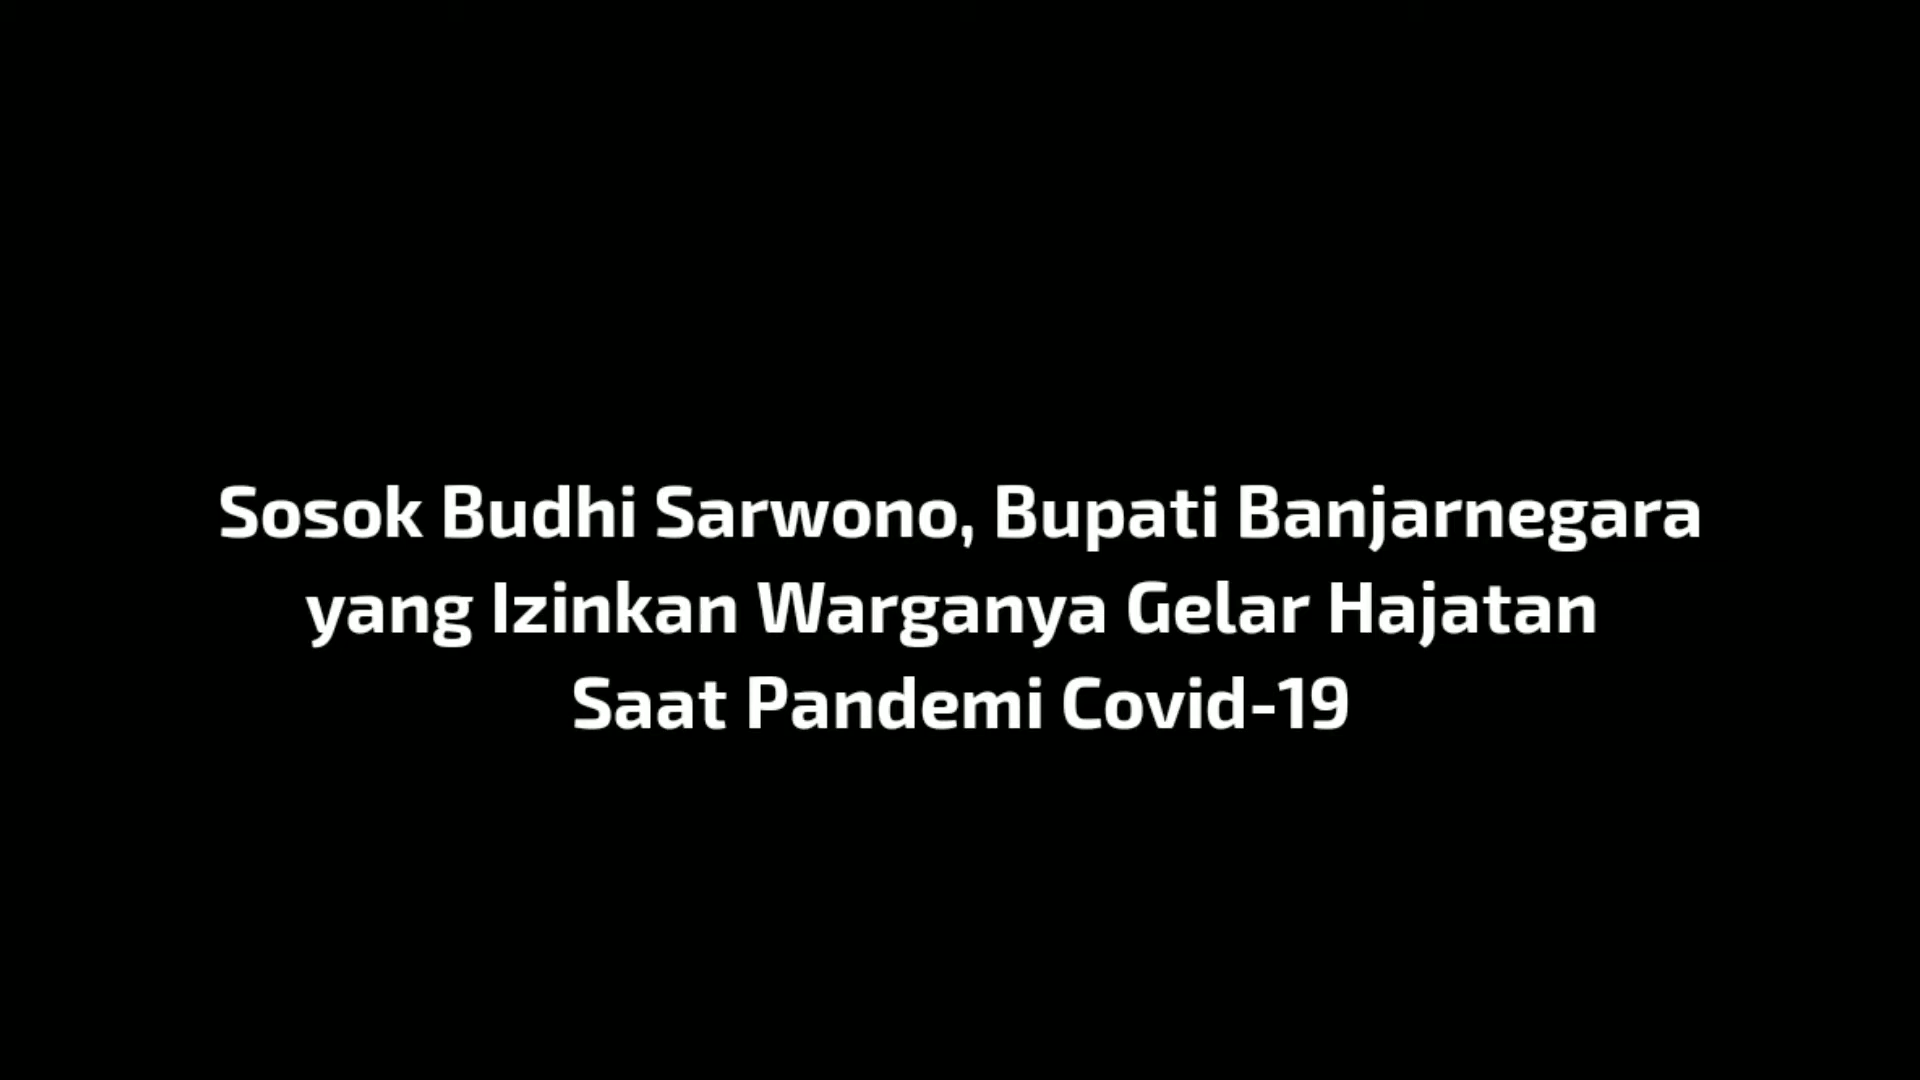 Sosok Budhi Sarwono, Bupati Banjarnegara
yang Izinkan Warganya Gelar Hajatan
Saat Pandemi Covid-19